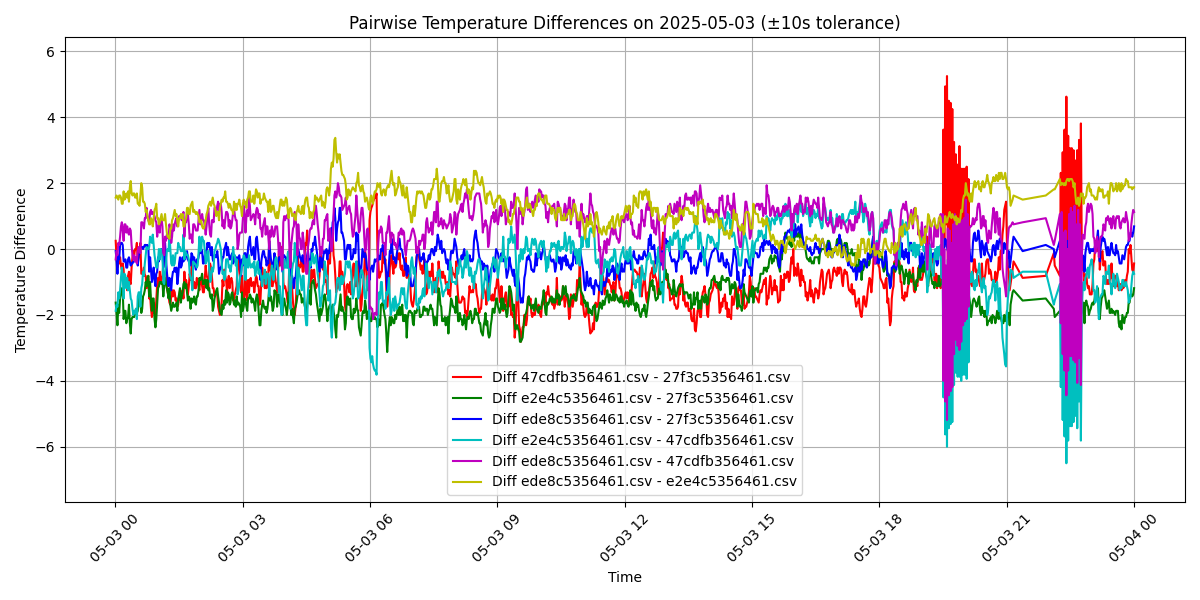 Pairwise Temperature Differences on 2025-05-03 (±10s tolerance)
Temperature Difference
6
4
2
0
−2
−4
−6
Diff 47cdfb356461.csv - 27f3c5356461.csv
Diff e2e4c5356461.csv - 27f3c5356461.csv
Diff ede8c5356461.csv - 27f3c5356461.csv
Diff e2e4c5356461.csv - 47cdfb356461.csv
Diff ede8c5356461.csv - 47cdfb356461.csv
Diff ede8c5356461.csv - e2e4c5356461.csv
05-03 00
05-03 03
05-03 06
05-03 09
05-03 12
05-03 15
05-03 18
05-03 21
05-04 00
Time